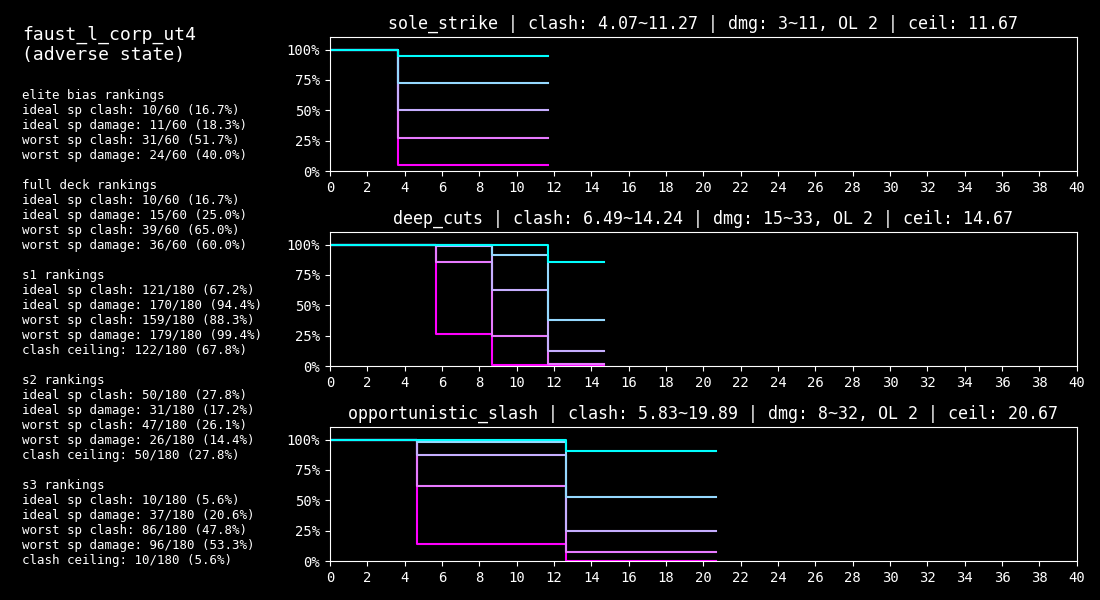 faust_l_corp_ut4
(adverse state)
elite bias rankings
ideal sp clash: 10/60 (16.7%)
ideal sp damage: 11/60 (18.3%)
worst sp clash: 31/60 (51.7%)
worst sp damage: 24/60 (40.0%)
full deck rankings
ideal sp clash: 10/60 (16.7%)
ideal sp damage: 15/60 (25.0%)
worst sp clash: 39/60 (65.0%)
worst sp damage: 36/60 (60.0%)
s1 rankings
ideal sp clash: 121/180 (67.2%)
ideal sp damage: 170/180 (94.4%)
worst sp clash: 159/180 (88.3%)
worst sp damage: 179/180 (99.4%)
clash ceiling: 122/180 (67.8%)
s2 rankings
ideal sp clash: 50/180 (27.8%)
ideal sp damage: 31/180 (17.2%)
worst sp clash: 47/180 (26.1%)
worst sp damage: 26/180 (14.4%)
clash ceiling: 50/180 (27.8%)
s3 rankings
ideal sp clash: 10/180 (5.6%)
ideal sp damage: 37/180 (20.6%)
worst sp clash: 86/180 (47.8%)
worst sp damage: 96/180 (53.3%)
clash ceiling: 10/180 (5.6%)
sole_strike | clash: 4.07~11.27 | dmg: 3~11, OL 2 | ceil: 11.67
100%
75%
50%
25%
0%
0 2 4 6 8 10 12 14 16 18 20 22 24 26 28 30 32 34 36 38 40
deep_cuts | clash: 6.49~14.24 | dmg: 15~33, OL 2 | ceil: 14.67
100%
75%
50%
25%
0%
0 2 4 6 8 10 12 14 16 18 20 22 24 26 28 30 32 34 36 38 40
opportunistic_slash | clash: 5.83~19.89 | dmg: 8~32, OL 2 | ceil: 20.67
100%
75%
50%
25%
0%
0 2 4 6 8 10 12 14 16 18 20 22 24 26 28 30 32 34 36 38 40